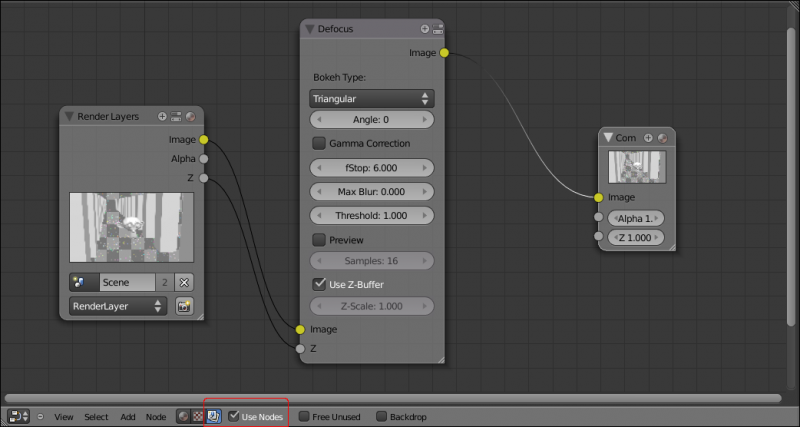 Render Layers
Image
Alpha
Z
Scene 2
RenderLayer
Defocus
Image
Bokeh Type:
Triangular
Angle: 0
Gamma Correction
fStop: 6.000
Max Blur: 0.000
Threshold: 1.000
Preview
Samples: 16
Use Z-Buffer
Z-Scale: 1.000
Image
Z
Com
Image
Alpha 1.
Z 1.000
View Select Add Node Use Nodes Free Unused Backdrop